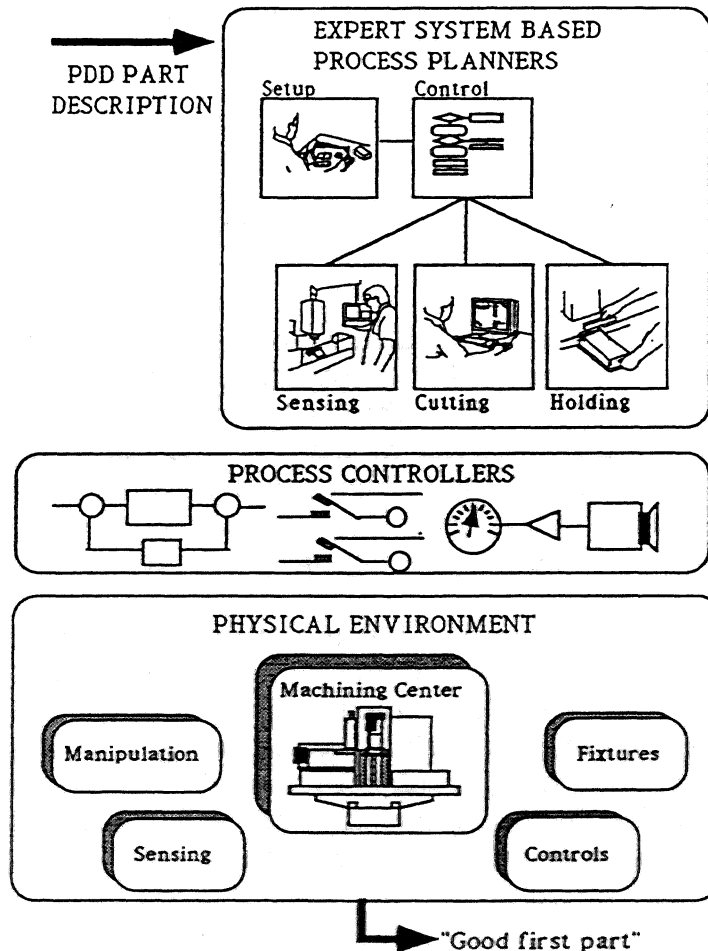 EXPERT SYSTEM BASED
PROCESS PLANNERS
PDD PART
DESCRIPTION
Setup
Control
Sensing
Cutting
Holding
PROCESS CONTROLLERS
PHYSICAL ENVIRONMENT
Machining Center
Manipulation
Fixtures
Sensing
Controls
"Good first part"